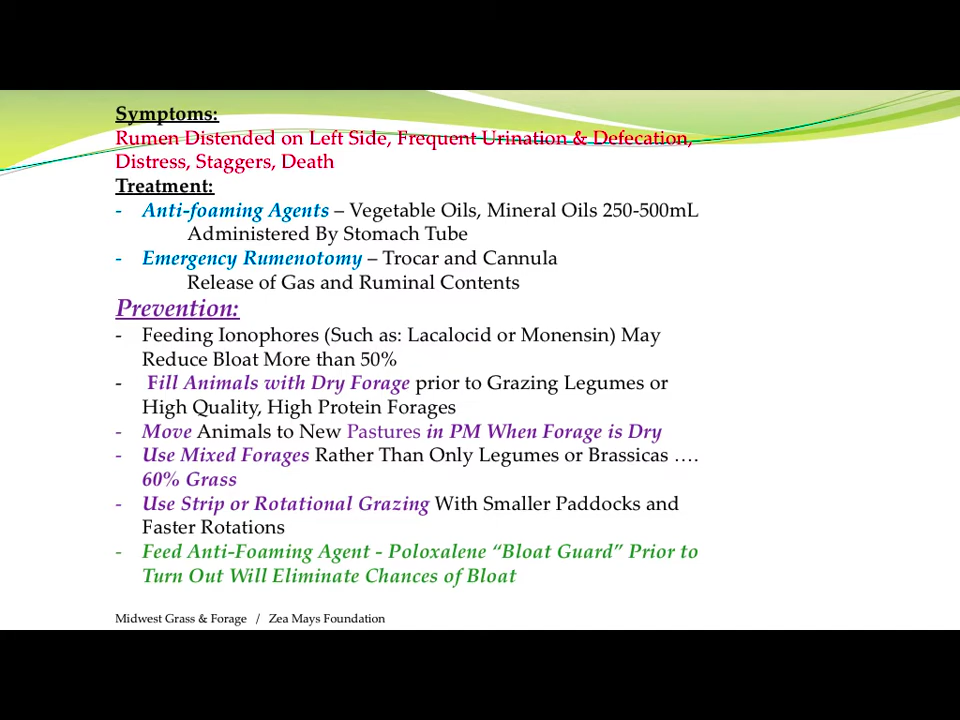 Symptoms:
Rumen Distended on Left Side, Frequent Urination & Defecation,
Distress, Staggers, Death
Treatment:
- Anti-foaming Agents – Vegetable Oils, Mineral Oils 250-500mL
Administered By Stomach Tube
- Emergency Rumenotomy – Trocar and Cannula
Release of Gas and Ruminal Contents
Prevention:
- Feeding Ionophores (Such as: Lacalocid or Monensin) May
Reduce Bloat More than 50%
- Fill Animals with Dry Forage prior to Grazing Legumes or
High Quality, High Protein Forages
- Move Animals to New Pastures in PM When Forage is Dry
- Use Mixed Forages Rather Than Only Legumes or Brassicas ….
60% Grass
- Use Strip or Rotational Grazing With Smaller Paddocks and
Faster Rotations
- Feed Anti-Foaming Agent - Poloxalene “Bloat Guard” Prior to
Turn Out Will Eliminate Chances of Bloat
Midwest Grass & Forage / Zea Mays Foundation